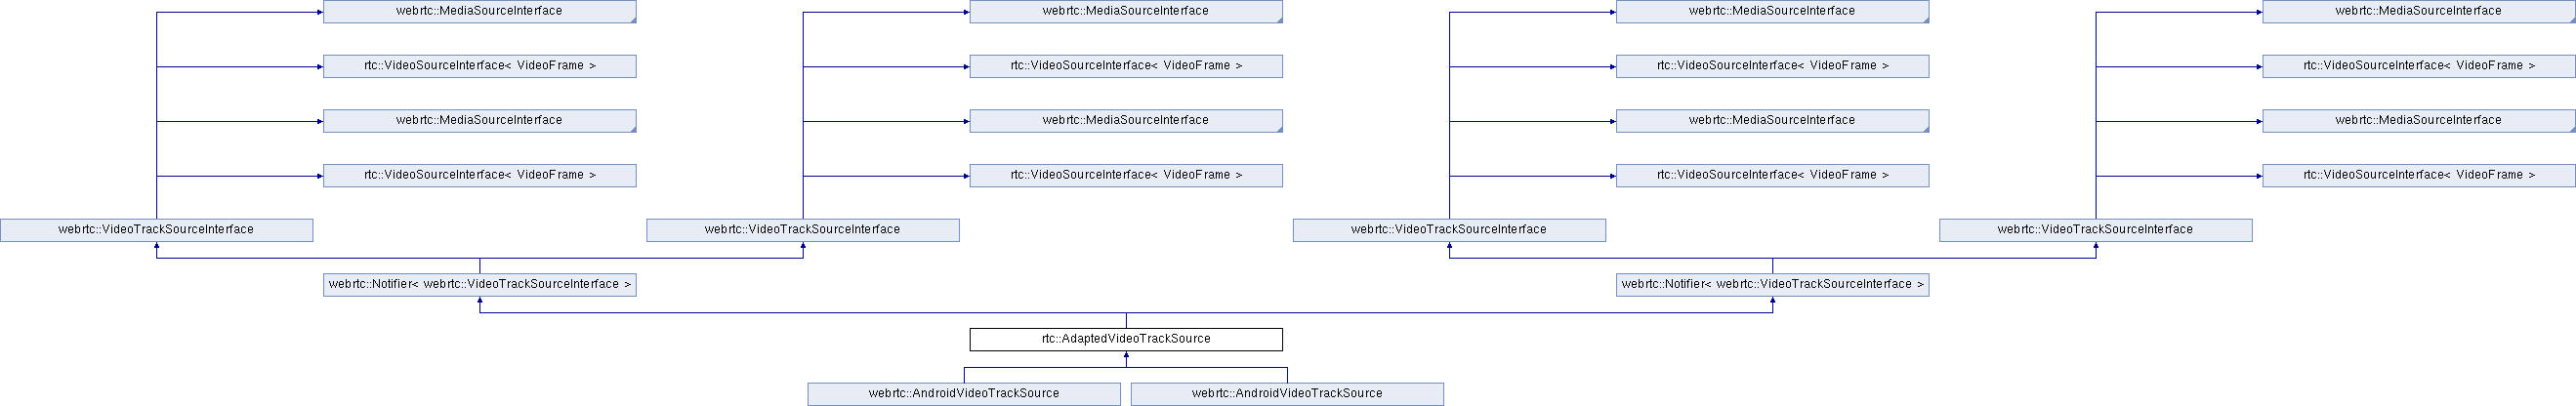 webrtc::MediaSourceInterface webrtc::MediaSourceInterface webrtc::MediaSourceInterface webrtc::MediaSourceInterface
rtc::VideoSourceInterface< VideoFrame > rtc::VideoSourceInterface< VideoFrame > rtc::VideoSourceInterface< VideoFrame > rtc::VideoSourceInterface< VideoFrame >
webrtc::MediaSourceInterface webrtc::MediaSourceInterface webrtc::MediaSourceInterface webrtc::MediaSourceInterface
rtc::VideoSourceInterface< VideoFrame > rtc::VideoSourceInterface< VideoFrame > rtc::VideoSourceInterface< VideoFrame > rtc::VideoSourceInterface< VideoFrame >
webrtc::VideoTrackSourceInterface webrtc::VideoTrackSourceInterface webrtc::VideoTrackSourceInterface webrtc::VideoTrackSourceInterface
webrtc::Notifier< webrtc::VideoTrackSourceInterface > webrtc::Notifier< webrtc::VideoTrackSourceInterface >
rtc::AdaptedVideoTrackSource
webrtc::AndroidVideoTrackSource webrtc::AndroidVideoTrackSource